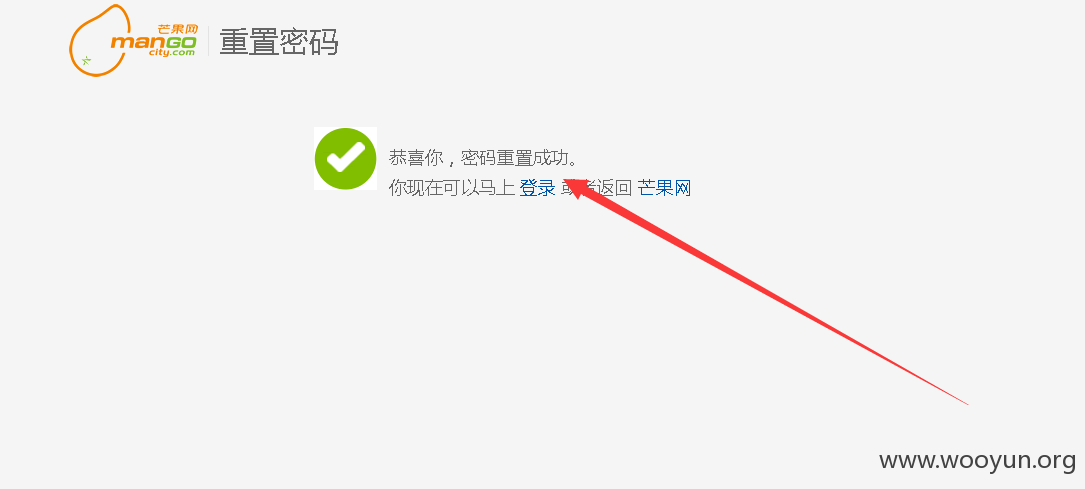 芒果网
manGO
city.com
重置密码
恭喜你，密码重置成功。
你现在可以马上 登录 或者返回 芒果网
www.wooyun.org